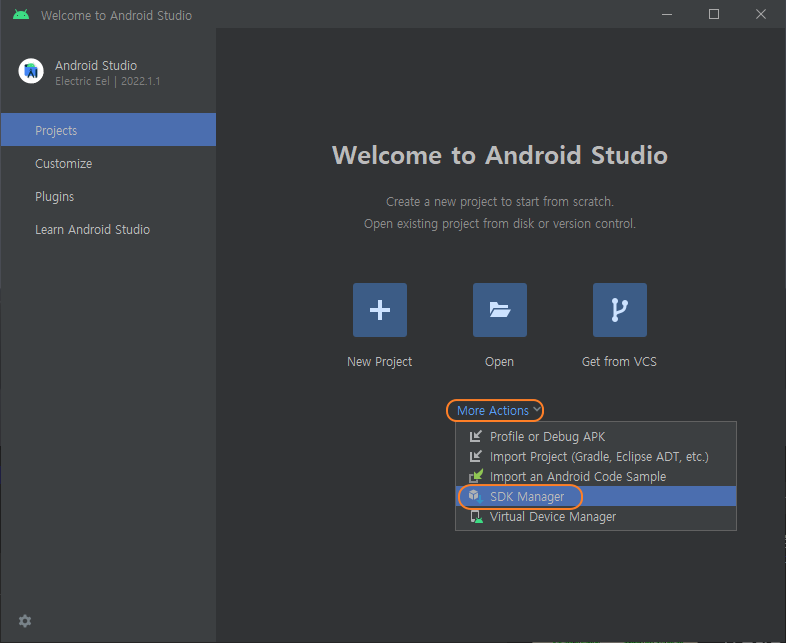 Welcome to Android Studio
Android Studio
Electric Eel | 2022.1.1
Projects
Customize
Plugins
Learn Android Studio
Welcome to Android Studio
Create a new project to start from scratch.
Open existing project from disk or version control.
New Project
Open
Get from VCS
More Actions
Profile or Debug APK
Import Project (Gradle, Eclipse ADT, etc.)
Import an Android Code Sample
SDK Manager
Virtual Device Manager